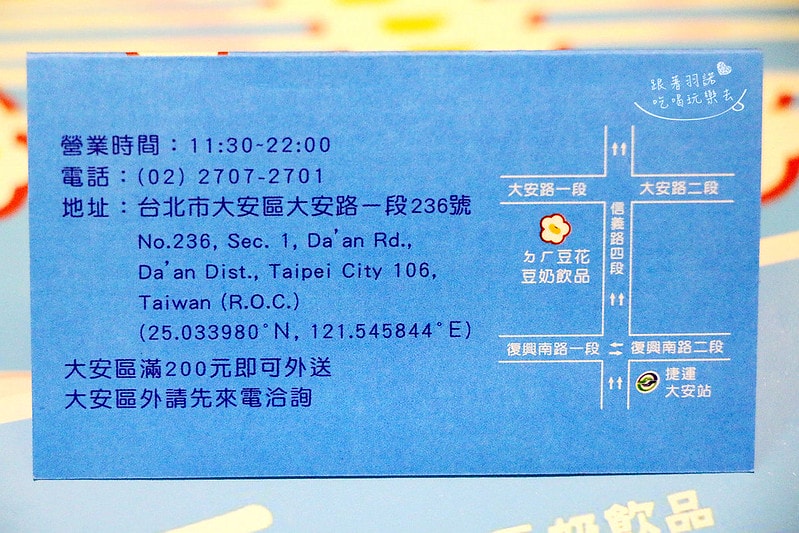 跟著羽諾
吃喝玩樂去
營業時間：11:30~22:00
電話：(02) 2707-2701
地址：台北市大安區大安路一段236號
No.236, Sec. 1, Da'an Rd.,
Da'an Dist., Taipei City 106,
Taiwan (R.O.C.)
(25.033980°N, 121.545844°E)
大安區滿200元即可外送
大安區外請先來電洽詢
大安路一段
大安路二段
信義路四段
ㄉㄏ豆花
豆奶飲品
復興南路一段
復興南路二段
捷運
大安站
奶飲品